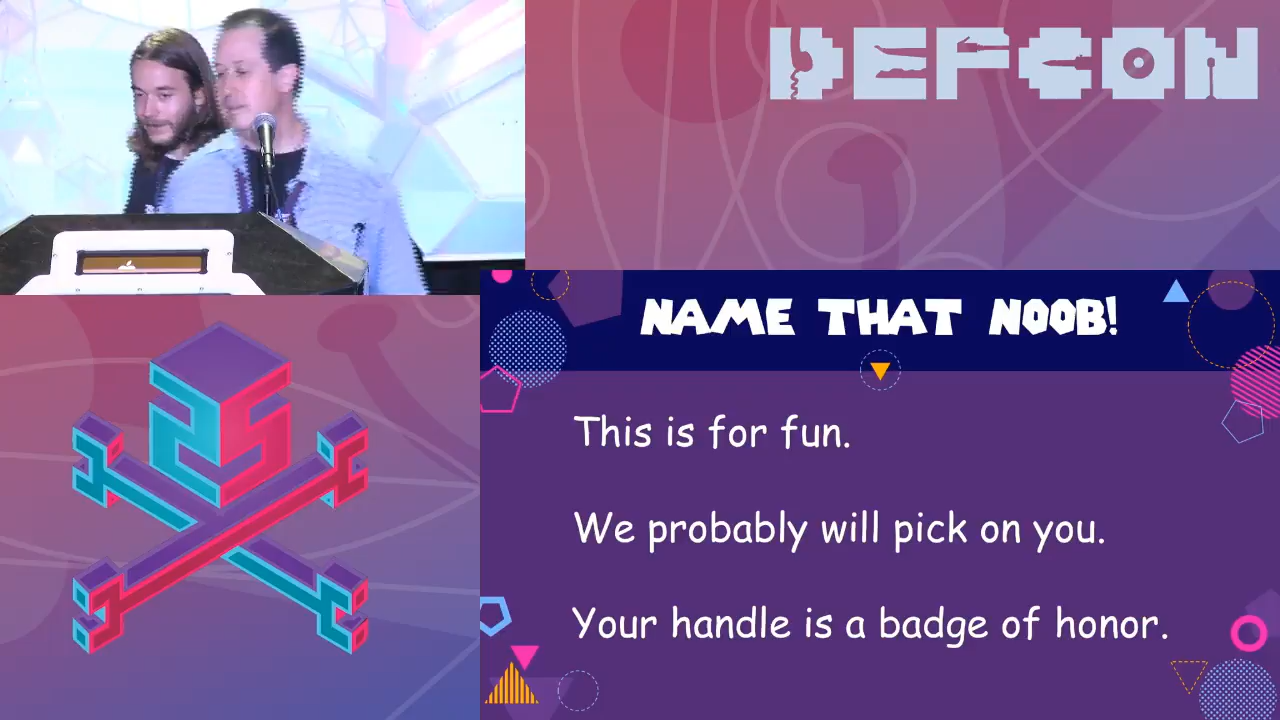 DEFCON
NAME THAT NOOB!
This is for fun.
We probably will pick on you.
Your handle is a badge of honor.